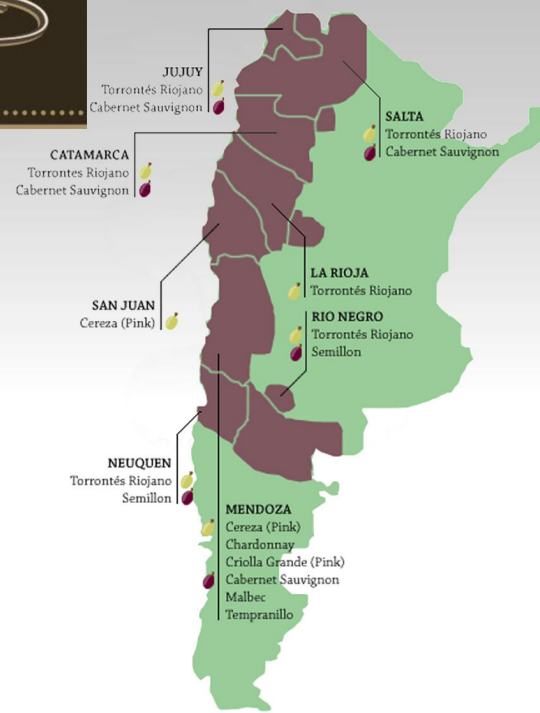 JUJUY
Torrontés Riojano
Cabernet Sauvignon
SALTA
Torrontés Riojano
Cabernet Sauvignon
CATAMARCA
Torrontes Riojano
Cabernet Sauvignon
LA RIOJA
Torrontés Riojano
SAN JUAN
Cereza (Pink)
RIO NEGRO
Torrontés Riojano
Semillon
NEUQUEN
Torrontés Riojano
Semillon
MENDOZA
Cereza (Pink)
Chardonnay
Criolla Grande (Pink)
Cabernet Sauvignon
Malbec
Tempranillo